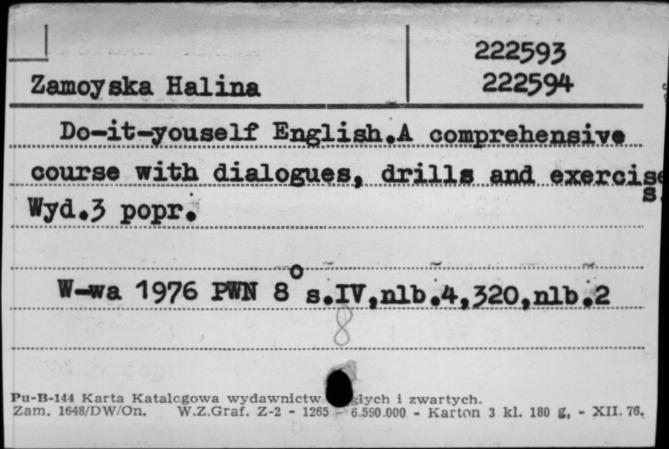 222593
Zamoyska Halina 222594
Do-it-youself English.A comprehensive
course with dialogues, drills and exercise
s
Wyd.3 popr.
W-wa 1976 PWN 8° s.IV,nlb.4,320,nlb.2
8
Pu-B-144 Karta Katalogowa wydawnictw i zwartych.
Zam. 1648/DW/On. W.Z.Graf. Z-2 - 1265 - 6.590.000 - Karton 3 kl. 180 g, - XII. 76.